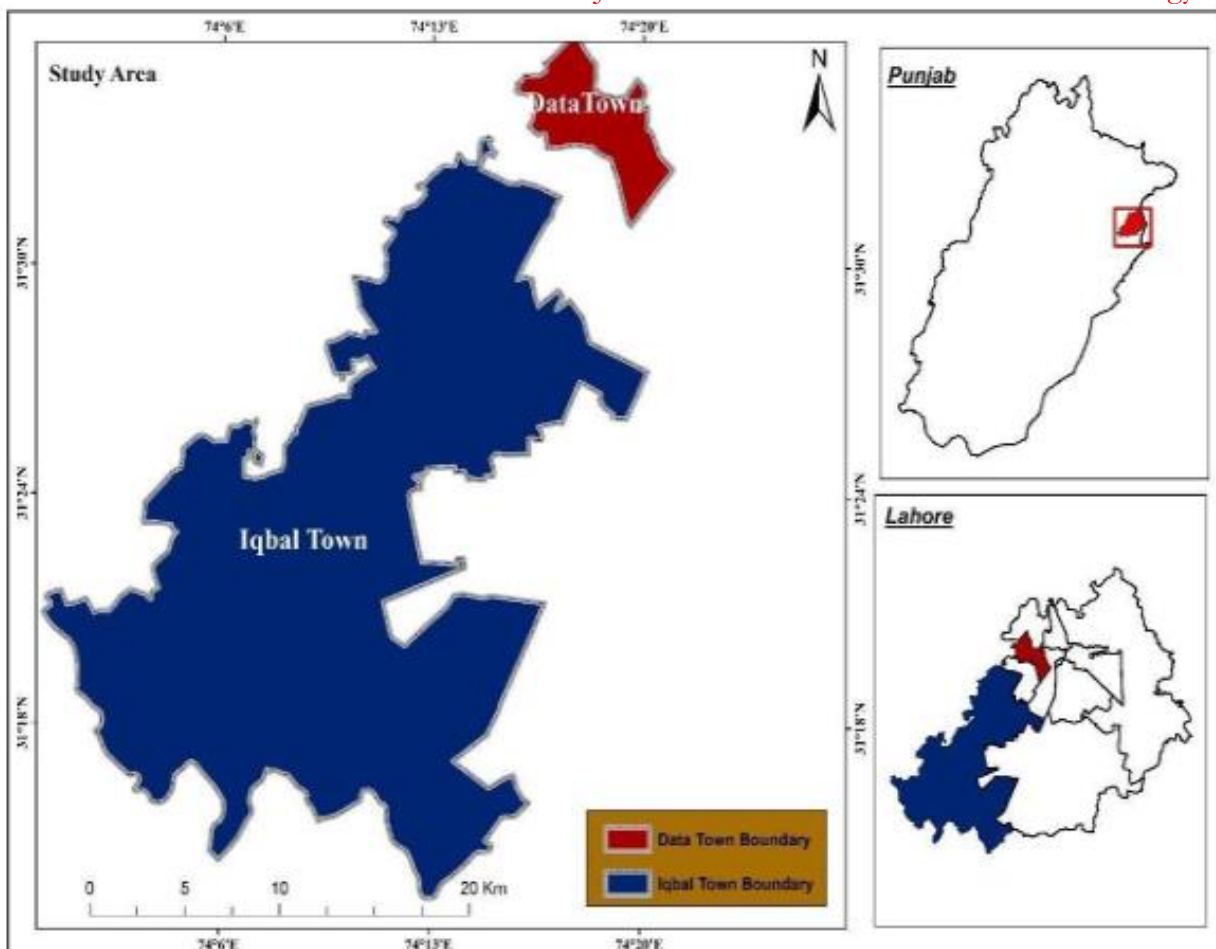 74°6'E 74°13'E 74°20'E
Study Area
N
Data Town
31°30'N
31°24'N
31°18'N
Iqbal Town
31°30'N
31°24'N
31°18'N
0 5 10 20 Km
Data Town Boundary
Iqbal Town Boundary
74°6'E 74°13'E 74°20'E
Punjab
Lahore